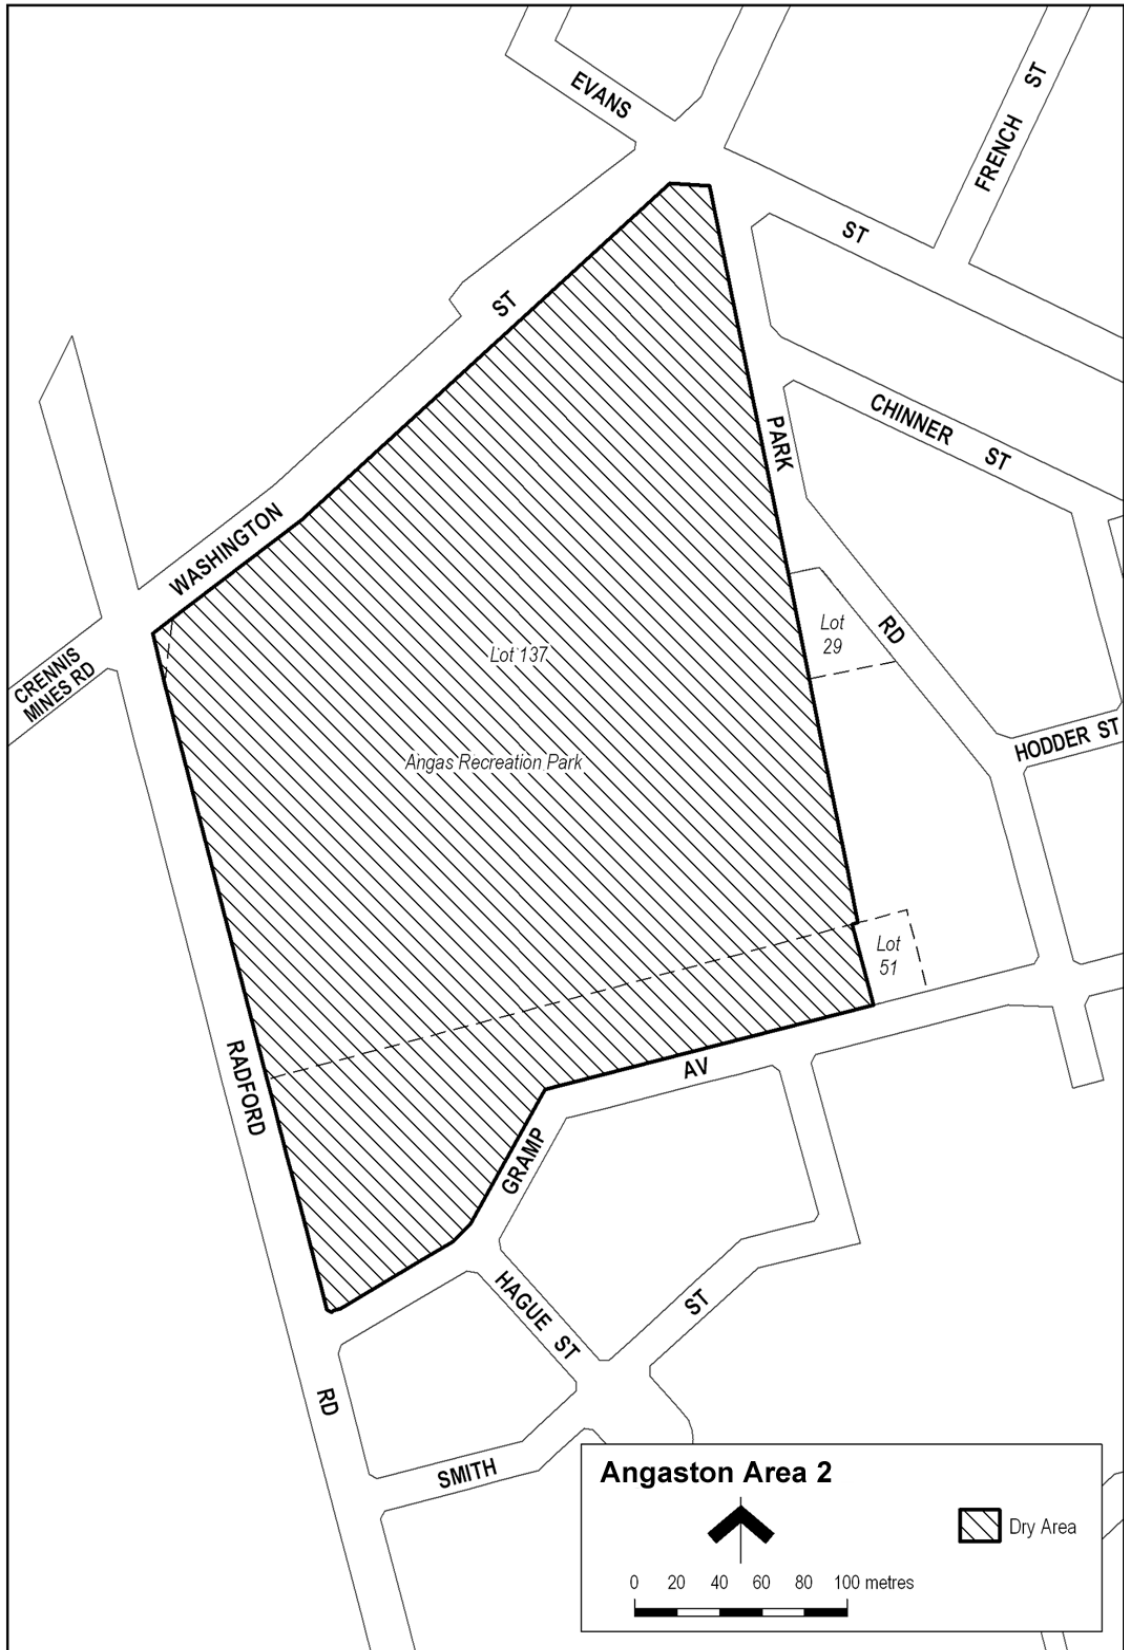 EVANS
ST
FRENCH ST
ST
CHINNER ST
PARK
WASHINGTON
Lot
29
RD
Lot 137
CRENNIS
MINES RD
HODDER ST
Angas Recreation Park
Lot
51
RADFORD
AV
GRAMP
HAGUE ST
ST
RD
SMITH
Angaston Area 2
Dry Area
0 20 40 60 80 100 metres